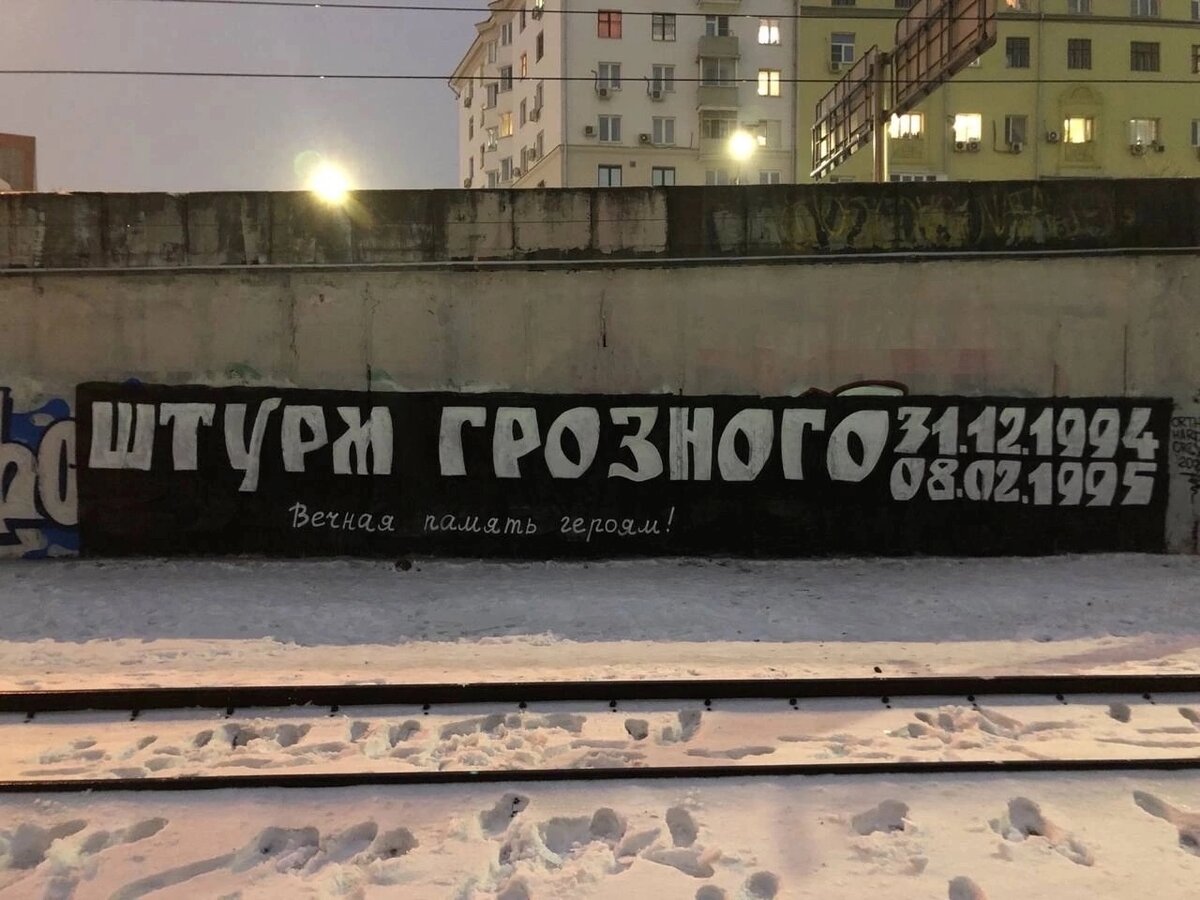 ШТУРМ ГРОЗНОГО 31.12.1994
08.02.1995
Вечная память героям!